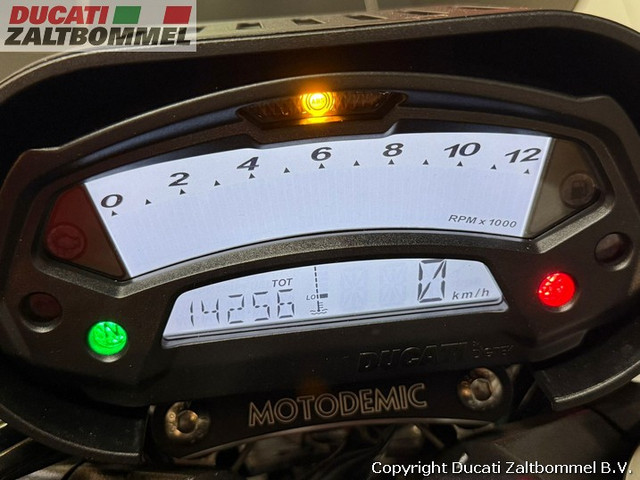 DUCATI
ZALTBOMMEL
0 2 4 6 8 10 12
RPM x 1000
TOT
14256
LO
0 km/h
N
DUCATI
MOTODEMIC
Copyright Ducati Zaltbommel B.V.